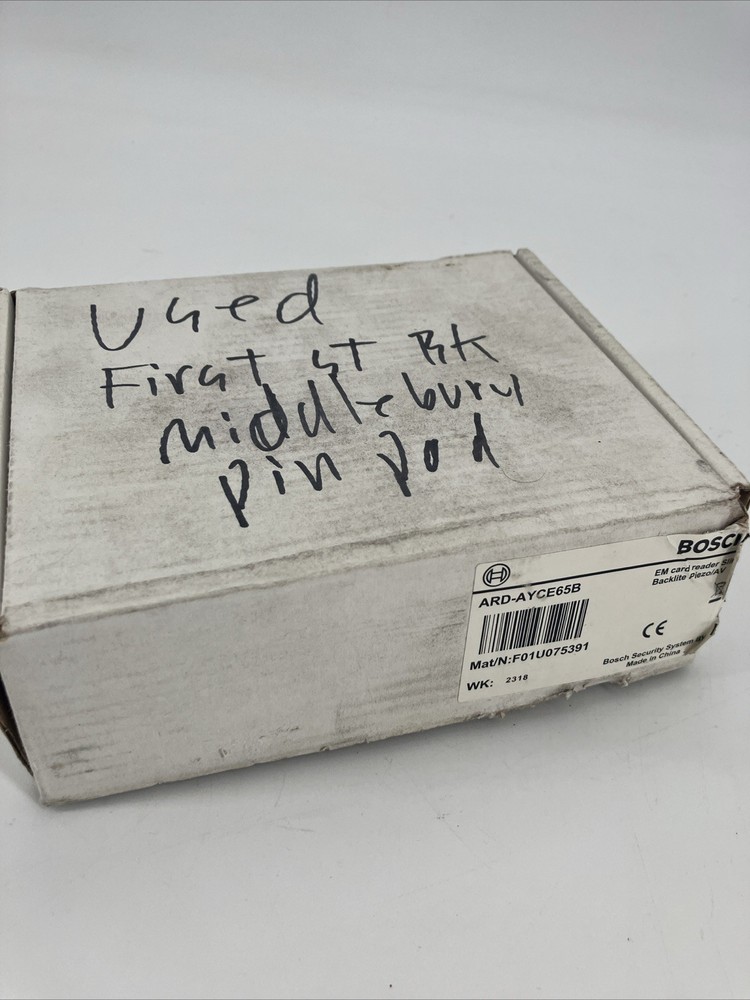 Used
First ST Bk
middlebury
pin pad
BOSCH
EM card reader
Backlite Piezo/AV
ARD-AYCE65B
Mat/N:F01U075391
WK: 2318
CE
Bosch Security System
Made in China